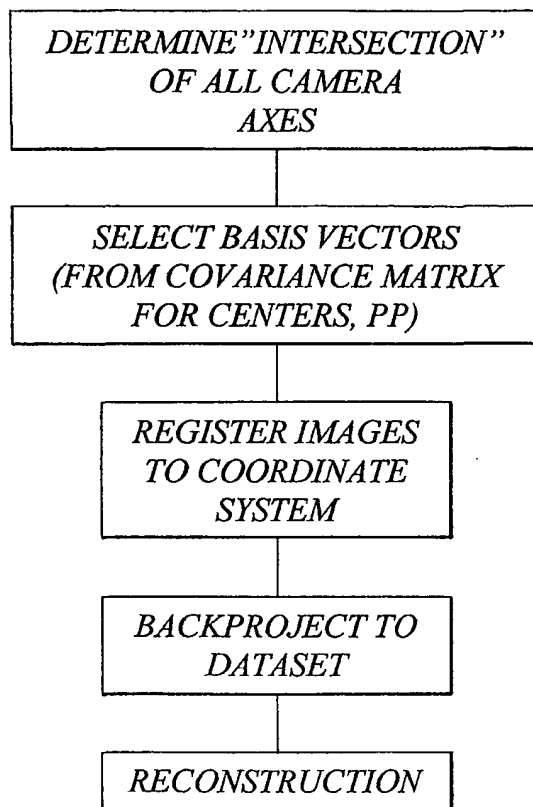 DETERMINE"INTERSECTION"
OF ALL CAMERA
AXES
SELECT BASIS VECTORS
(FROM COVARIANCE MATRIX
FOR CENTERS, PP)
REGISTER IMAGES
TO COORDINATE
SYSTEM
BACKPROJECT TO
DATASET
RECONSTRUCTION